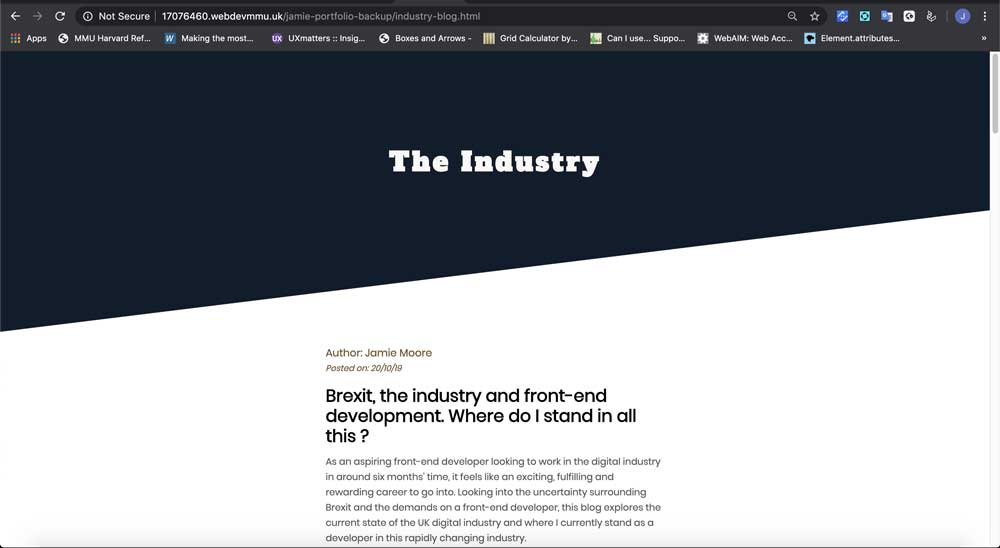 Not Secure | 17076460.webdevmmu.uk/jamie-portfolio-backup/industry-blog.html J
Apps MMU Harvard Ref... Making the most... UXmatters :: Insig... Boxes and Arrows - Grid Calculator by... Can I use... Suppo... WebAIM: Web Acc... Element.attributes... »
The Industry
Author: Jamie Moore
Posted on: 20/10/19
Brexit, the industry and front-end
development. Where do I stand in all
this ?
As an aspiring front-end developer looking to work in the digital industry
in around six months' time, it feels like an exciting, fulfilling and
rewarding career to go into. Looking into the uncertainty surrounding
Brexit and the demands on a front-end developer, this blog explores the
current state of the UK digital industry and where I currently stand as a
developer in this rapidly changing industry.